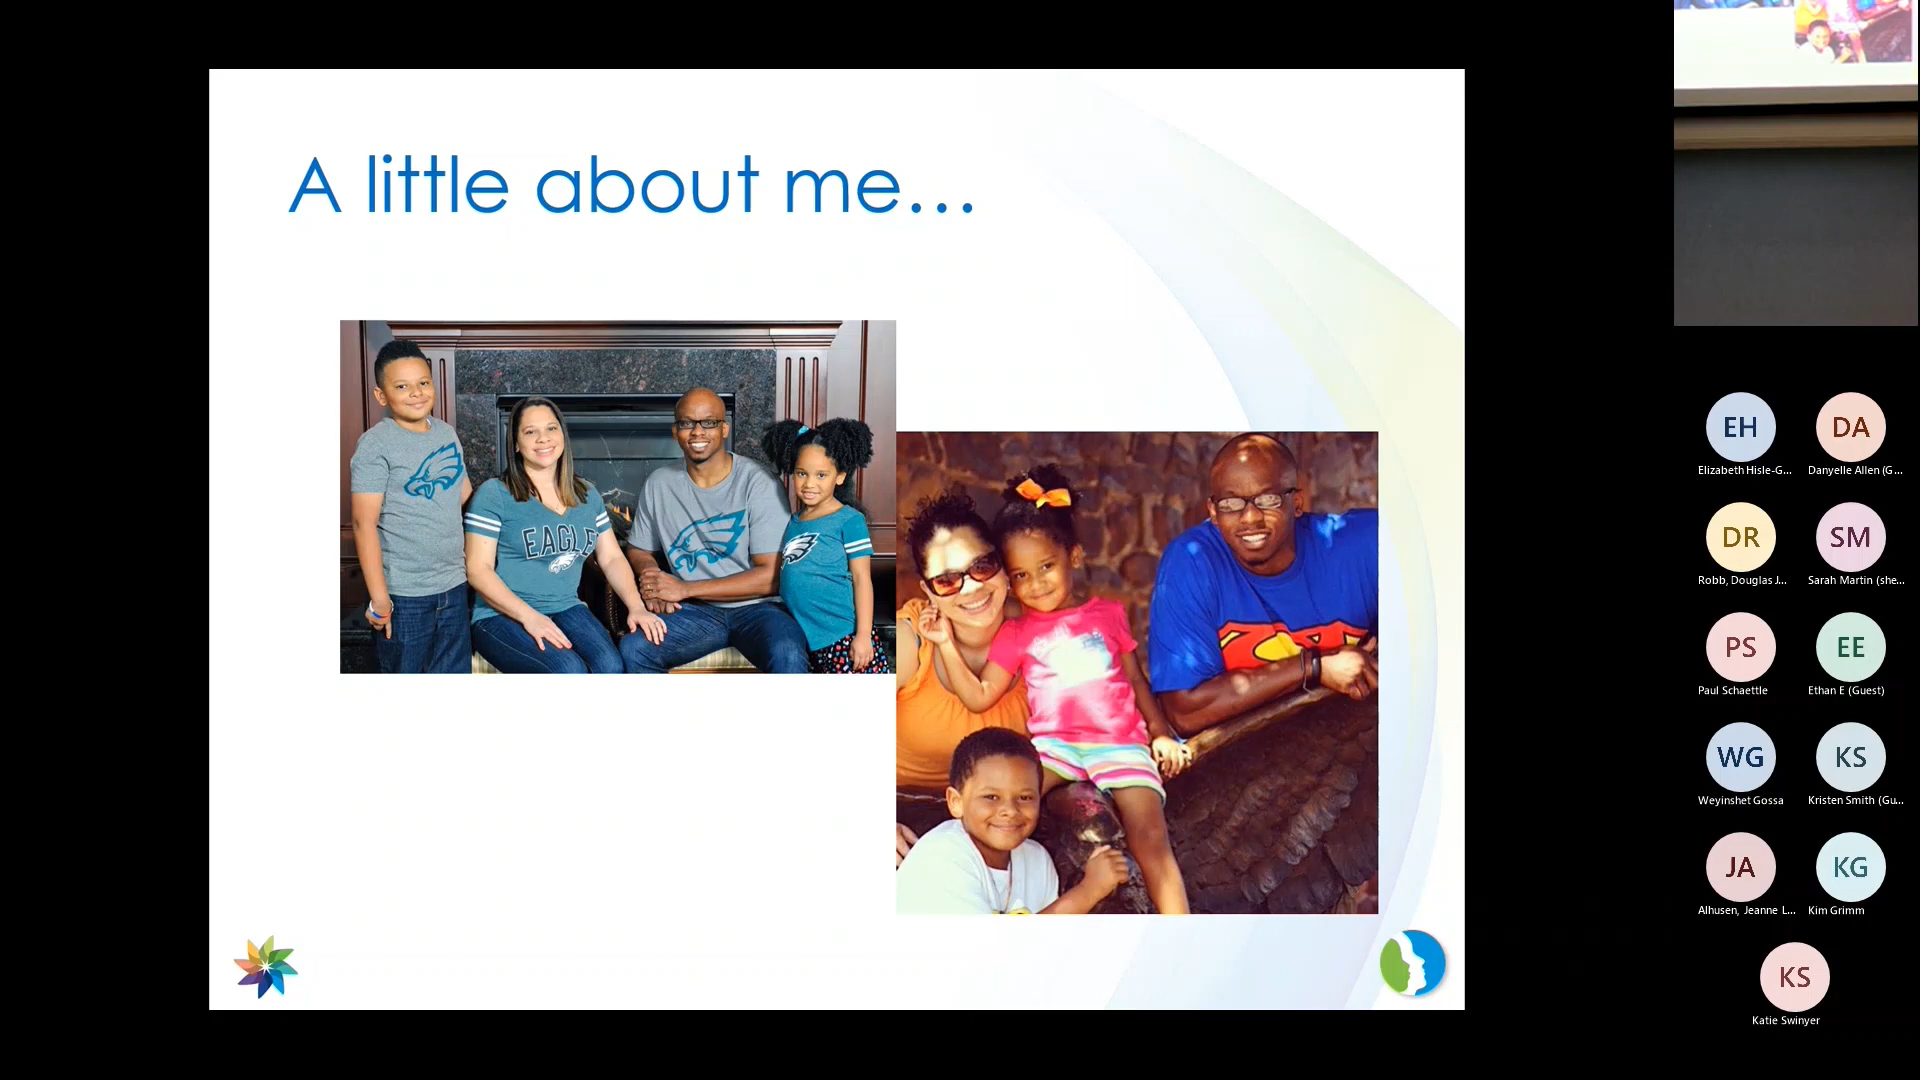 A little about me...
EAGLE
EH
DA
Elizabeth Hisle-G...
Danyelle Allen (G...
DR
SM
Robb, Douglas J...
Sarah Martin (she...
PS
EE
Paul Schaettle
Ethan E (Guest)
WG
KS
Weyinshet Gossa
Kristen Smith (Gu...
JA
KG
Alhusen, Jeanne L...
Kim Grimm
KS
Katie Swinyer